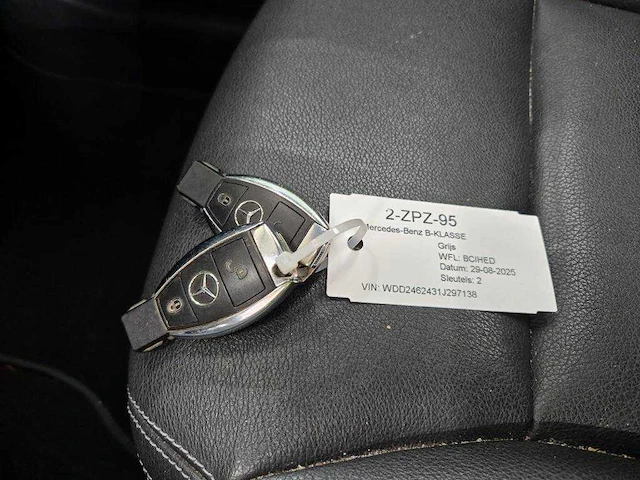 2-ZPZ-95
Mercedes-Benz B-KLASSE
Grijs
WFL: BCIHED
Datum: 29-08-2025
Sleutels: 2
VIN: WDD2462431J297138